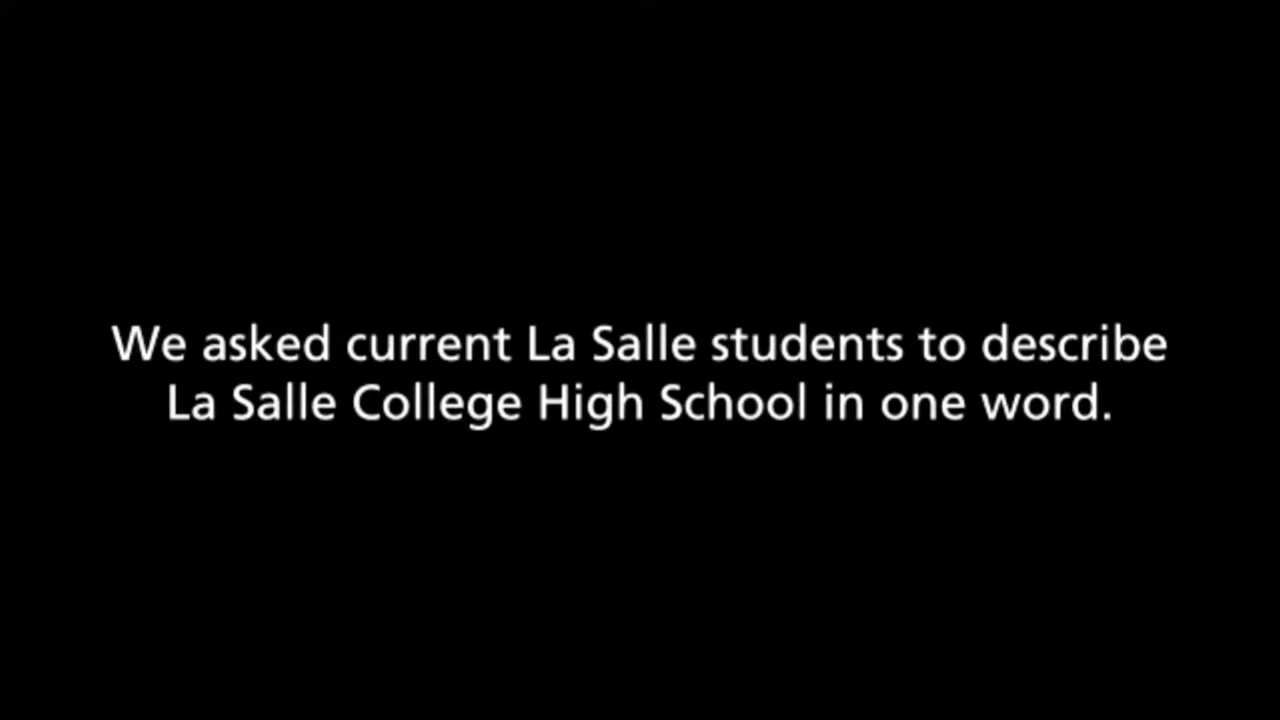 We asked current La Salle students to describe
La Salle College High School in one word.